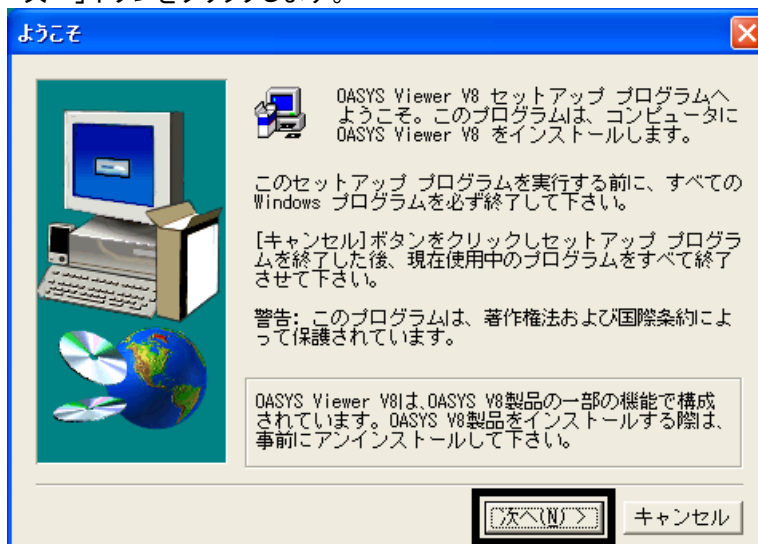 ようこそ
OASYS Viewer V8 セットアップ プログラムへ
ようこそ。このプログラムは、コンピュータに
OASYS Viewer V8 をインストールします。
このセットアップ プログラムを実行する前に、すべての
Windows プログラムを必ず終了して下さい。
[キャンセル]ボタンをクリックしセットアップ プログラ
ムを終了した後、現在使用中のプログラムをすべて終了
させて下さい。
警告: このプログラムは、著作権法および国際条約によ
って保護されています。
OASYS Viewer V8は、OASYS V8製品の一部の機能で構成
されています。OASYS V8製品をインストールする際は、
事前にアンインストールして下さい。
次へ(N) >
キャンセル